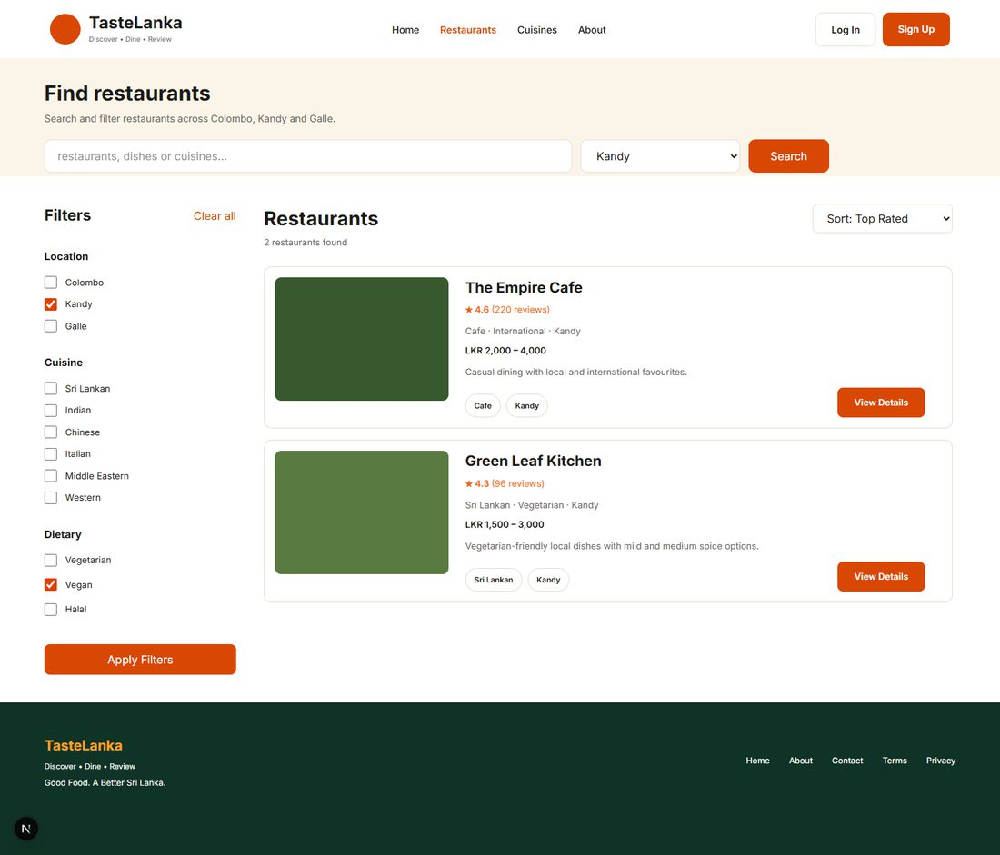 TasteLanka
Discover • Dine • Review
Home
Restaurants
Cuisines
About
Log In
Sign Up
Find restaurants
Search and filter restaurants across Colombo, Kandy and Galle.
restaurants, dishes or cuisines...
Kandy
Search
Filters
Clear all
Location
Colombo
Kandy
Galle
Cuisine
Sri Lankan
Indian
Chinese
Italian
Middle Eastern
Western
Dietary
Vegetarian
Vegan
Halal
Apply Filters
Restaurants
2 restaurants found
Sort: Top Rated
The Empire Cafe
★ 4.6 (220 reviews)
Cafe · International · Kandy
LKR 2,000 – 4,000
Casual dining with local and international favourites.
Cafe
Kandy
View Details
Green Leaf Kitchen
★ 4.3 (96 reviews)
Sri Lankan · Vegetarian · Kandy
LKR 1,500 – 3,000
Vegetarian-friendly local dishes with mild and medium spice options.
Sri Lankan
Kandy
View Details
TasteLanka
Discover • Dine • Review
Good Food. A Better Sri Lanka.
Home
About
Contact
Terms
Privacy
N